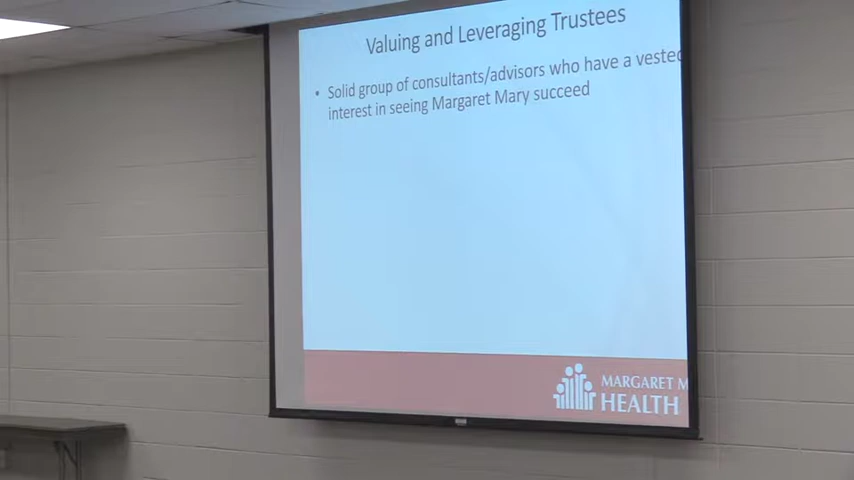 Valuing and Leveraging Trustees
• Solid group of consultants/advisors who have a vested
interest in seeing Margaret Mary succeed
MARGARET M
HEALTH